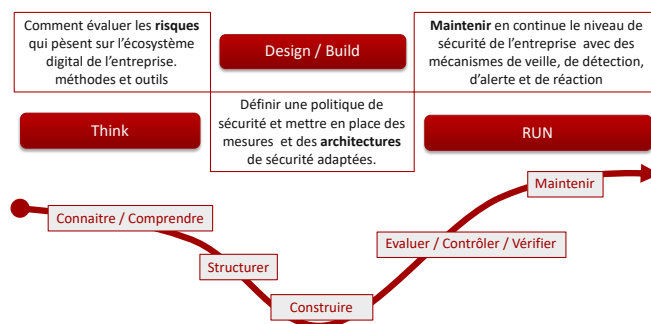 Comment évaluer les risques
qui pèsent sur l'écosystème
digital de l'entreprise.
méthodes et outils
Think
Design / Build
Définir une politique de
sécurité et mettre en place des
mesures et des architectures
de sécurité adaptées.
Maintenir en continue le niveau de
sécurité de l'entreprise avec des
mécanismes de veille, de détection,
d'alerte et de réaction
RUN
Connaitre / Comprendre
Structurer
Construire
Evaluer / Contrôler / Vérifier
Maintenir